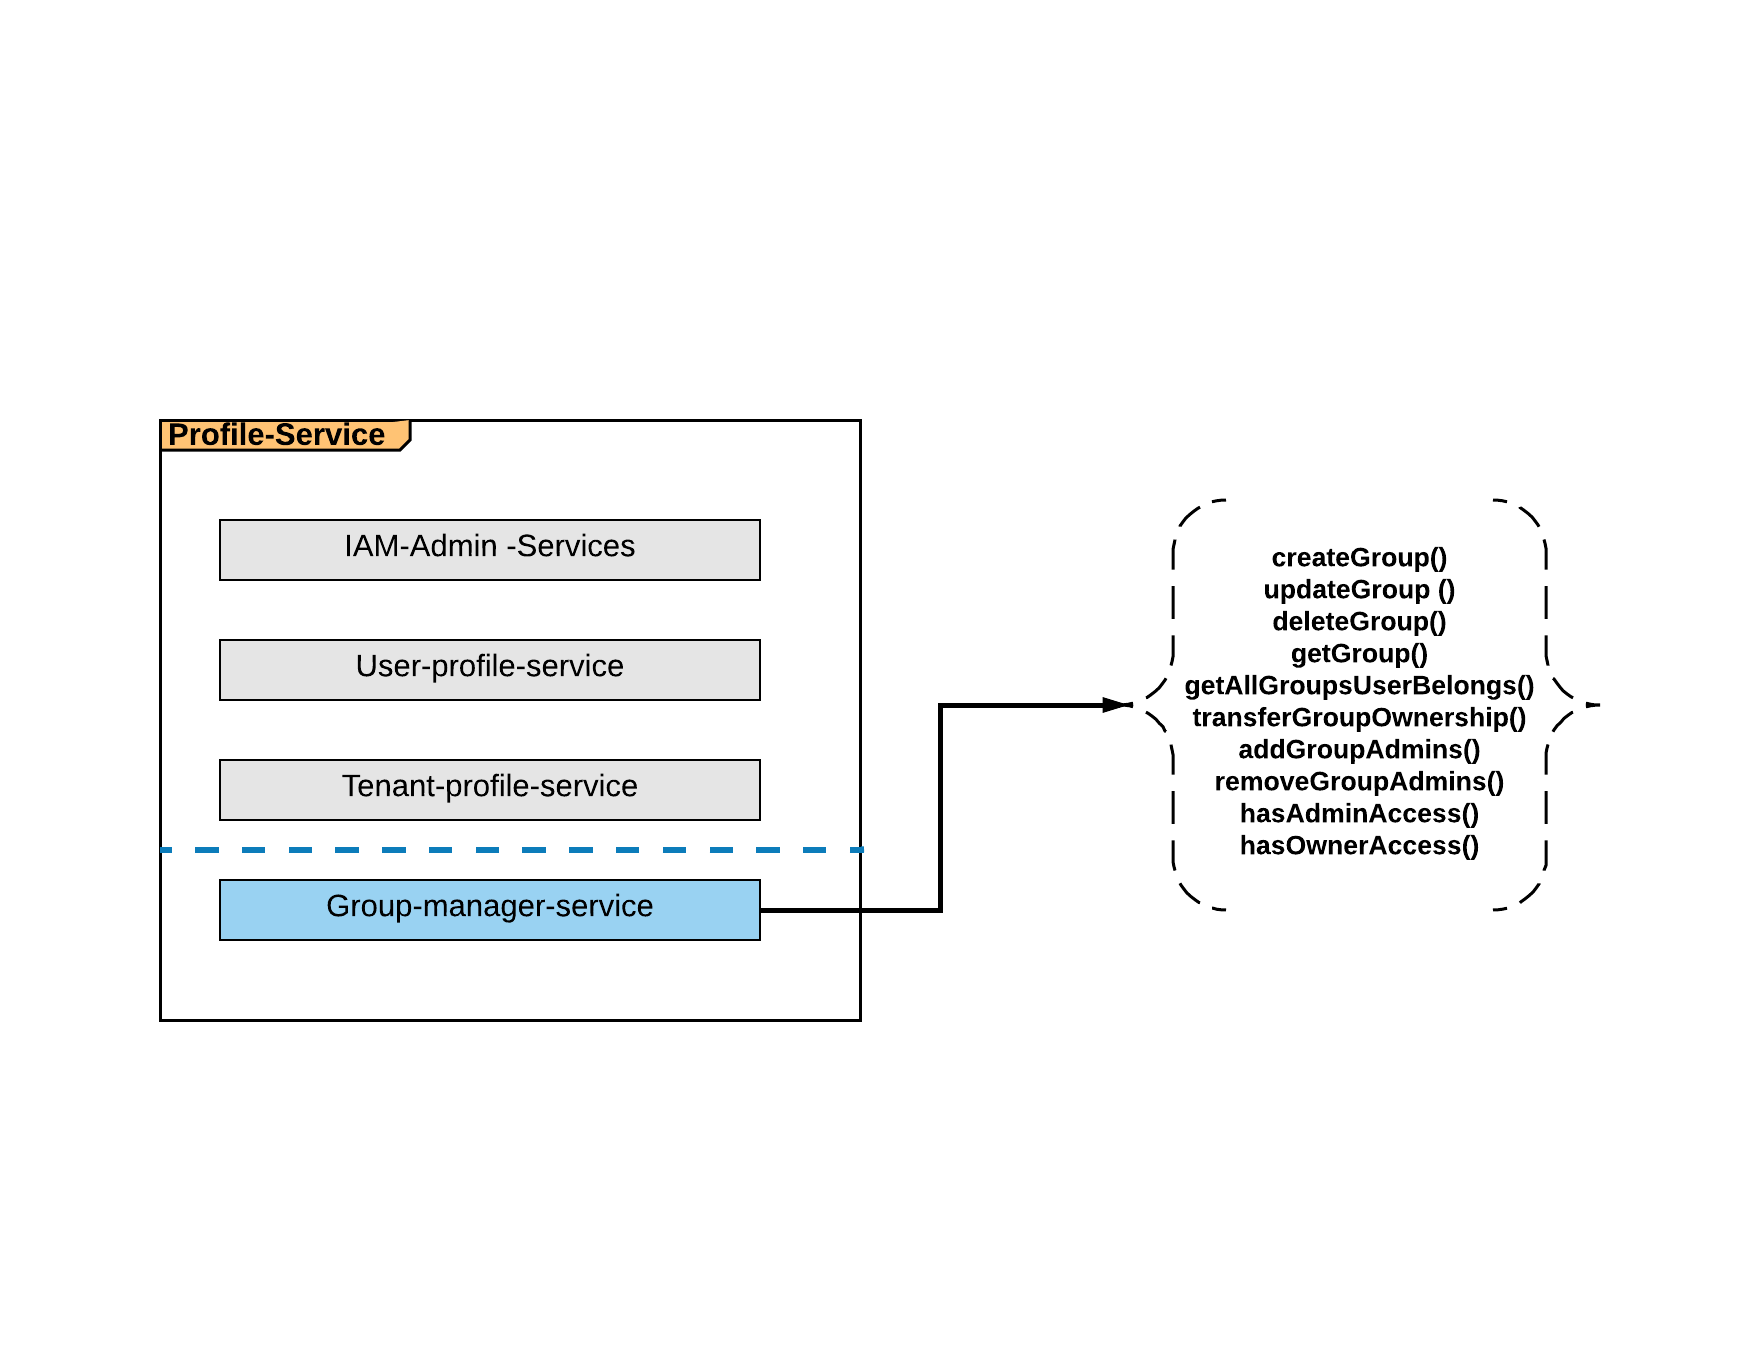 Profile-Service
IAM-Admin -Services
User-profile-service
Tenant-profile-service
Group-manager-service
createGroup()
updateGroup ()
deleteGroup()
getGroup()
getAllGroupsUserBelongs()
transferGroupOwnership()
addGroupAdmins()
removeGroupAdmins()
hasAdminAccess()
hasOwnerAccess()